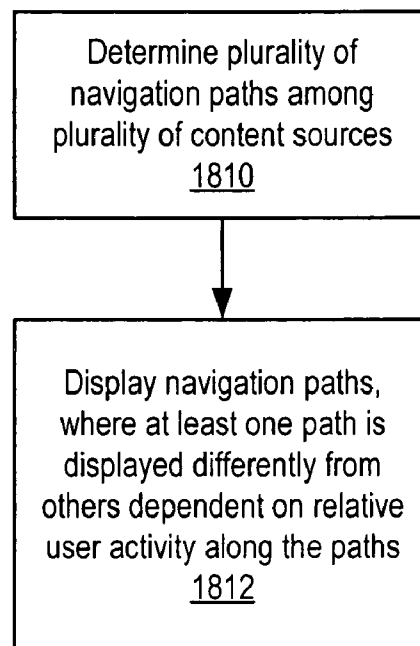 Determine plurality of
navigation paths among
plurality of content sources
1810
Display navigation paths,
where at least one path is
displayed differently from
others dependent on relative
user activity along the paths
1812